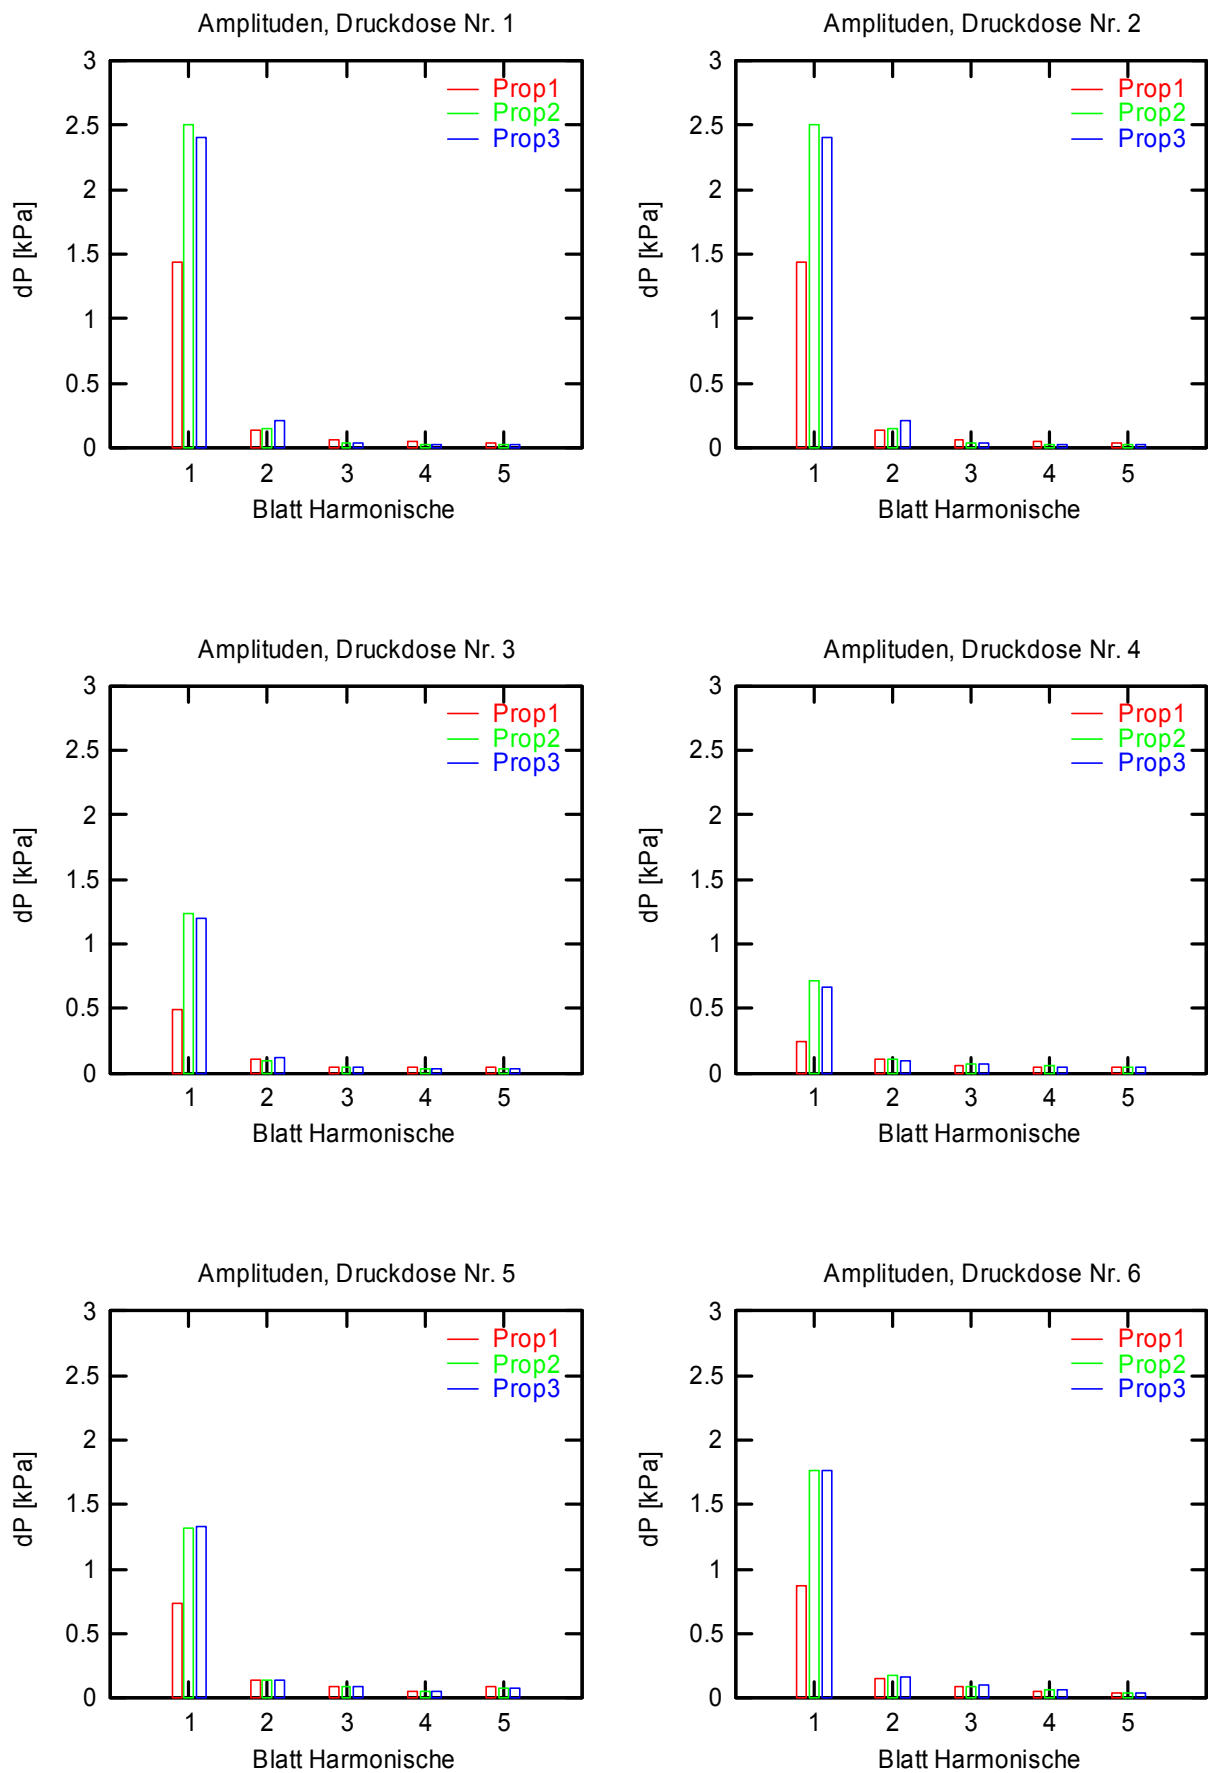 Amplituden, Druckdose Nr. 1
3
2.5
2
1.5
1
0.5
0
dP [kPa]
Prop1
Prop2
Prop3
1 2 3 4 5
Blatt Harmonische
Amplituden, Druckdose Nr. 2
3
2.5
2
1.5
1
0.5
0
dP [kPa]
Prop1
Prop2
Prop3
1 2 3 4 5
Blatt Harmonische
Amplituden, Druckdose Nr. 3
3
2.5
2
1.5
1
0.5
0
dP [kPa]
Prop1
Prop2
Prop3
1 2 3 4 5
Blatt Harmonische
Amplituden, Druckdose Nr. 4
3
2.5
2
1.5
1
0.5
0
dP [kPa]
Prop1
Prop2
Prop3
1 2 3 4 5
Blatt Harmonische
Amplituden, Druckdose Nr. 5
3
2.5
2
1.5
1
0.5
0
dP [kPa]
Prop1
Prop2
Prop3
1 2 3 4 5
Blatt Harmonische
Amplituden, Druckdose Nr. 6
3
2.5
2
1.5
1
0.5
0
dP [kPa]
Prop1
Prop2
Prop3
1 2 3 4 5
Blatt Harmonische